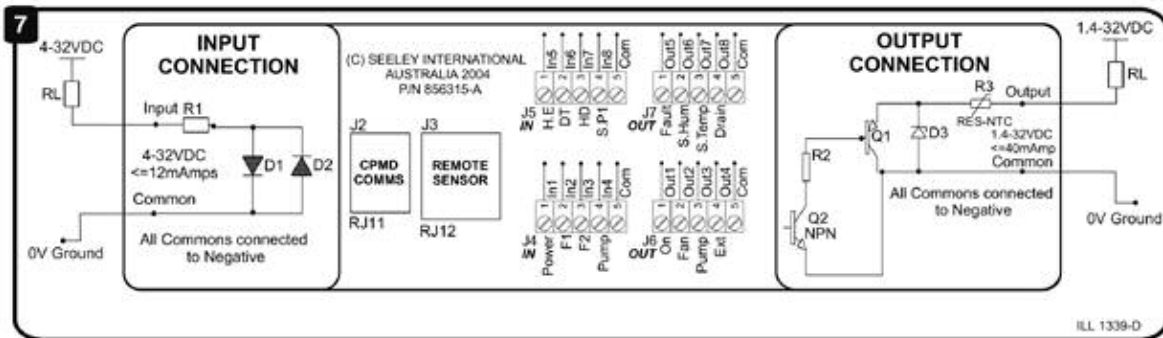 7
4-32VDC
RL
INPUT
CONNECTION
Input R1
4-32VDC
<=12mAmps
D1
D2
Common
All Commons connected
to Negative
0V Ground
(C) SEELEY INTERNATIONAL
AUSTRALIA 2004
P/N 856315-A
J2
CPMD
COMMS
RJ11
J3
REMOTE
SENSOR
RJ12
In5
In6
In7
In8
Com
1 2 3 4 5
J5
IN
H.E
DT
HD
S.P1
Out5
Out6
Out7
Out8
Com
1 2 3 4 5
J7
OUT
Fault
S.Hum
S.Temp
Drain
In1
In2
In3
In4
Com
1 2 3 4 5
J4
IN
Power
F1
F2
Pump
Out1
Out2
Out3
Out4
Com
1 2 3 4 5
J6
OUT
On
Fan
Pump
Ext
OUTPUT
CONNECTION
1.4-32VDC
RL
R3
Output
RES-NTC
Q1
D3
1.4-32VDC
<=40mAmp
Common
R2
Q2
NPN
All Commons connected
to Negative
0V Ground
ILL 1339-D